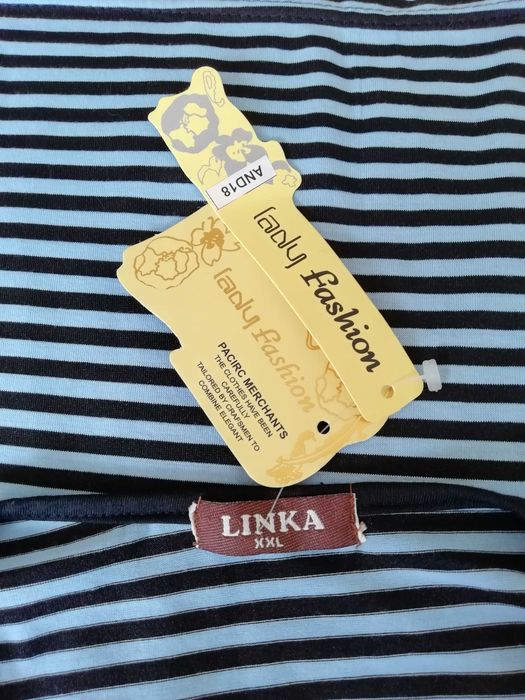 AND18
lady fashion
lady fashion
PACIRC MERCHANTS
THE CLOTHES HAVE BEEN
CAREFULLY
TAILORED BY CRAFSMEN TO
COMBINE ELEGANT
LINKA
XXL